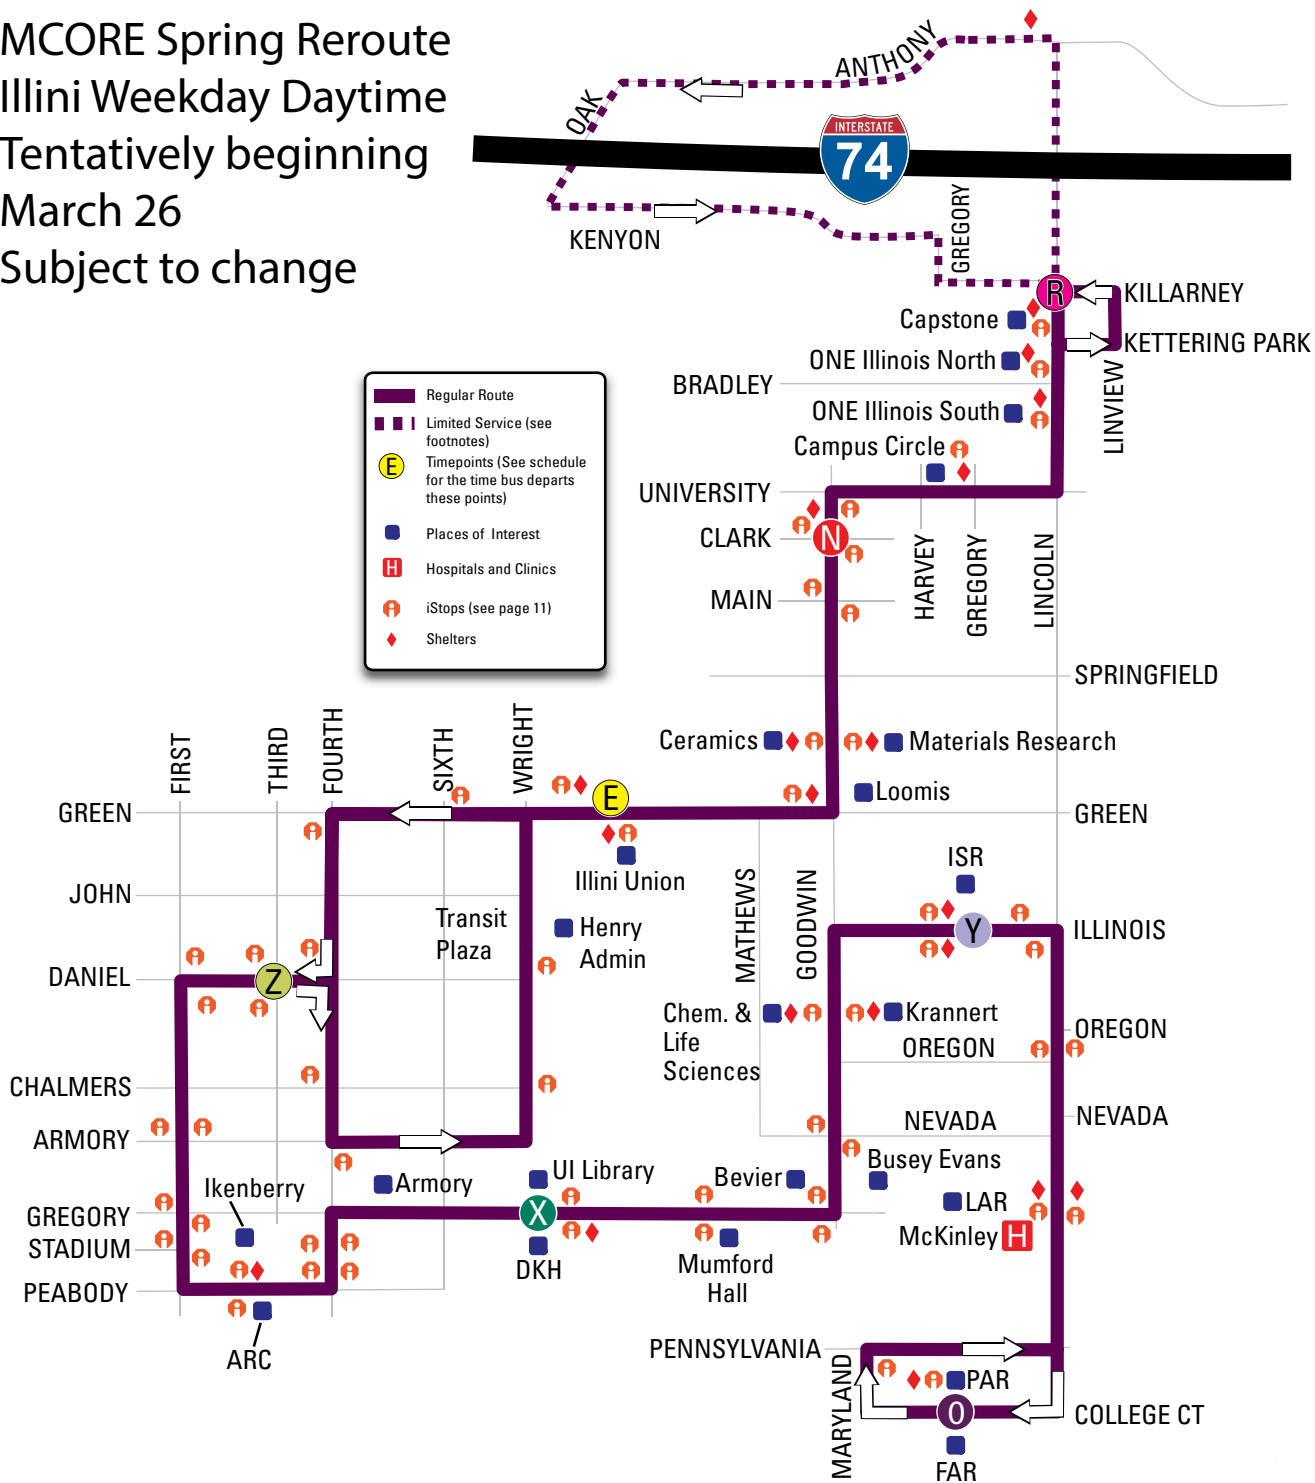 MCORE Spring Reroute
Illini Weekday Daytime
Tentatively beginning
March 26
Subject to change
ANTHONY
OAK
INTERSTATE
74
KENYON
GREGORY
R
KILLARNEY
Capstone
KETTERING PARK
ONE Illinois North
BRADLEY
LINVIEW
ONE Illinois South
Campus Circle
Regular Route
Limited Service (see
footnotes)
E
Timepoints (See schedule
for the time bus departs
these points)
Places of Interest
H
Hospitals and Clinics
iStops (see page 11)
Shelters
UNIVERSITY
CLARK
N
MAIN
HARVEY
GREGORY
LINCOLN
SPRINGFIELD
FIRST
THIRD
FOURTH
SIXTH
WRIGHT
Ceramics
Materials Research
E
Loomis
GREEN
GREEN
Illini Union
ISR
JOHN
MATHEWS
GOODWIN
Transit
Plaza
Henry
Admin
Y
ILLINOIS
DANIEL
Z
Chem. &
Life
Sciences
Krannert
OREGON
OREGON
CHALMERS
NEVADA
NEVADA
ARMORY
Busey Evans
Ikenberry
Armory
UI Library
Bevier
LAR
GREGORY
X
McKinley
H
STADIUM
DKH
Mumford
Hall
PEABODY
ARC
PENNSYLVANIA
MARYLAND
PAR
O
COLLEGE CT
FAR